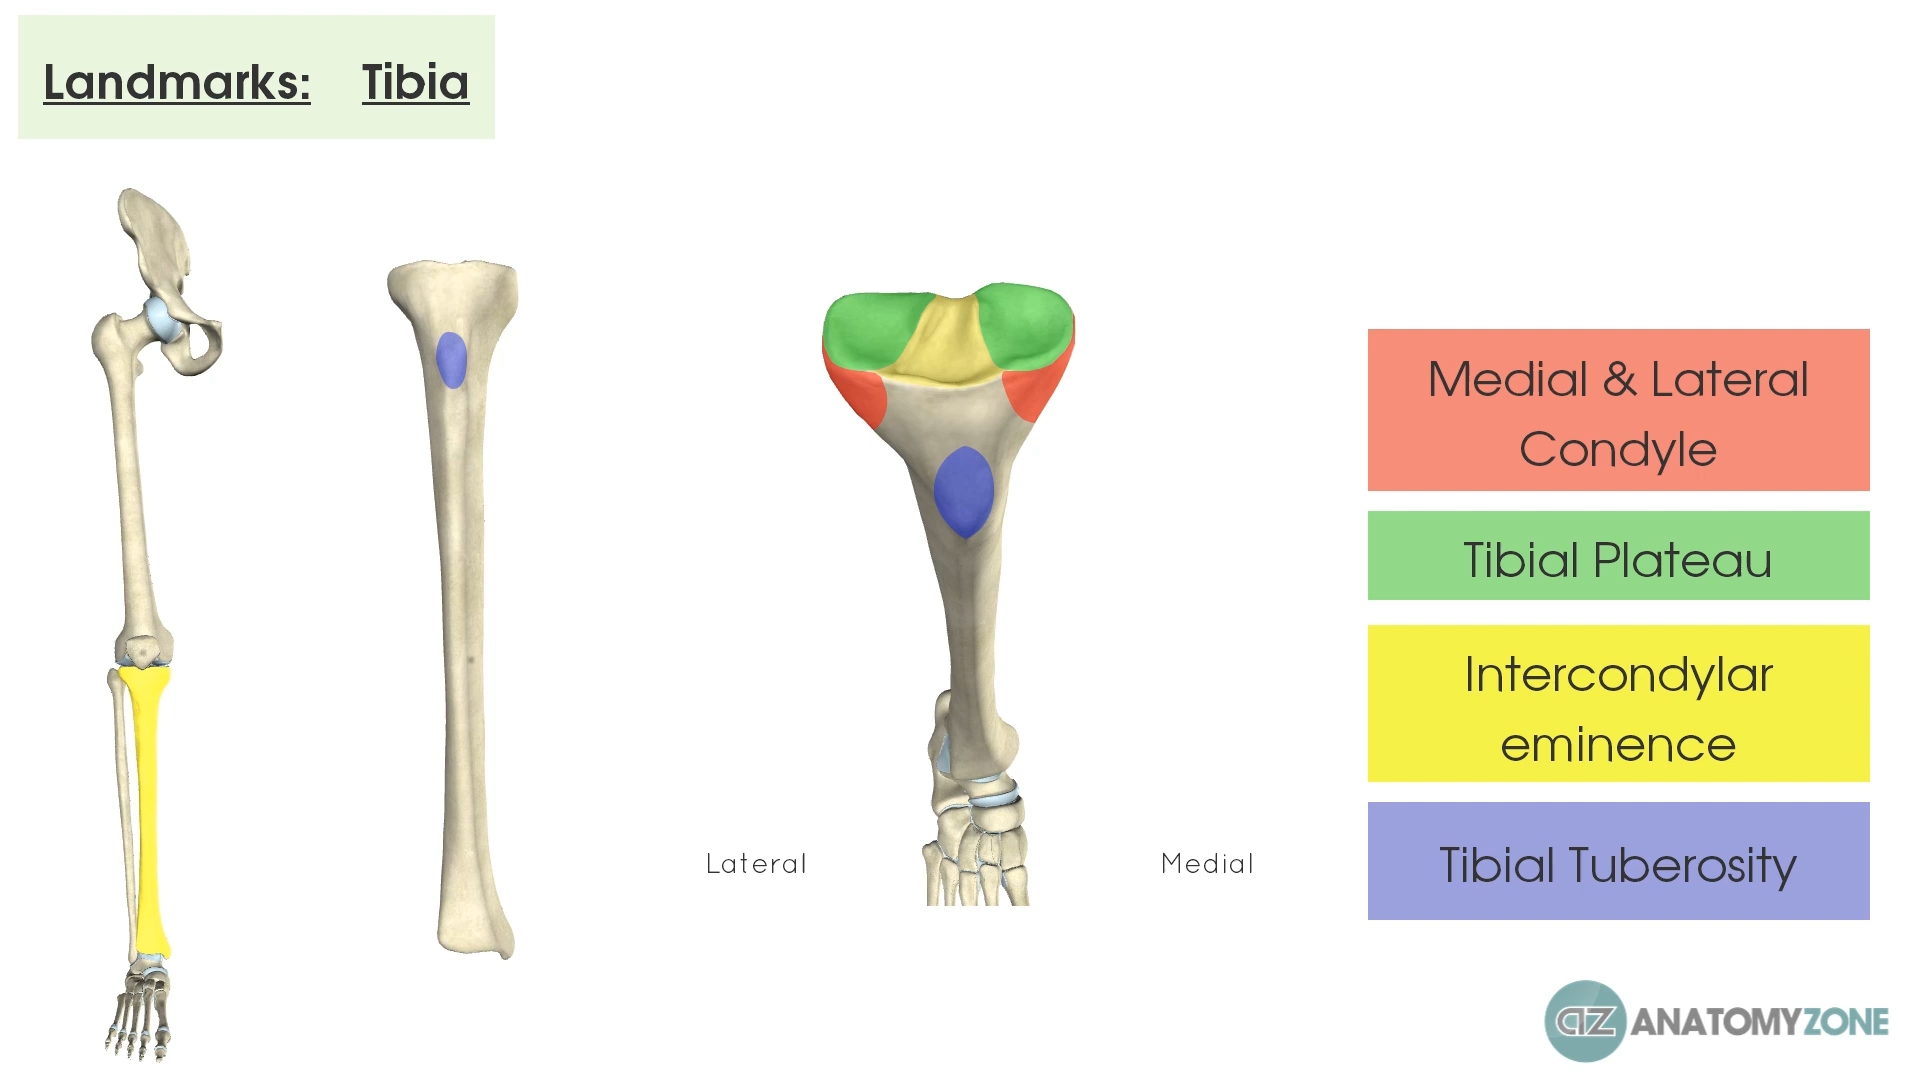 Landmarks: Tibia
Medial & Lateral
Condyle
Tibial Plateau
Intercondylar
eminence
Tibial Tuberosity
Lateral
Medial
AZ ANATOMYZONE